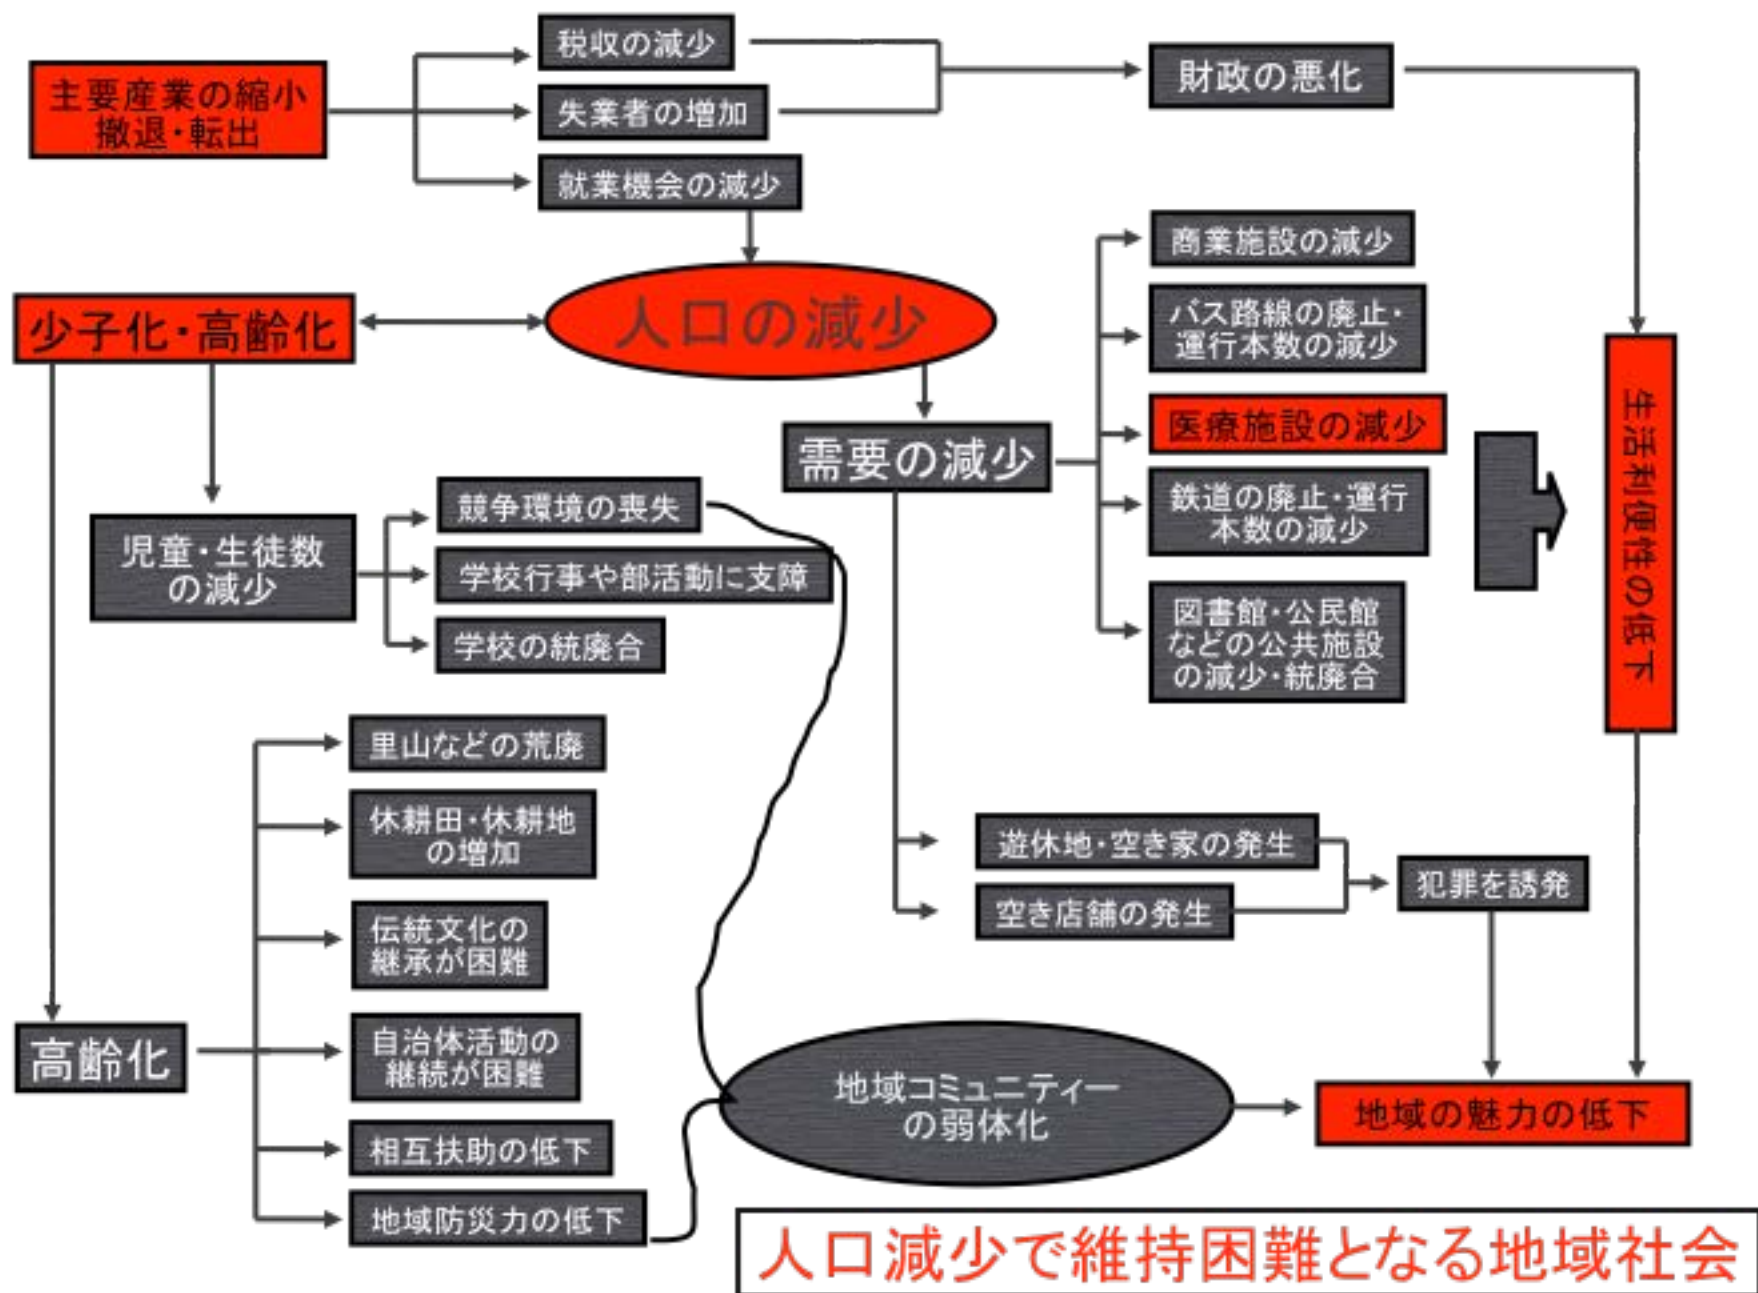 税収の減少
主要産業の縮小
撤退・転出
失業者の増加
財政の悪化
就業機会の減少
少子化・高齢化
人口の減少
商業施設の減少
バス路線の廃止・
運行本数の減少
医療施設の減少
需要の減少
鉄道の廃止・運行
本数の減少
図書館・公民館
などの公共施設
の減少・統廃合
生活利便性の低下
児童・生徒数
の減少
競争環境の喪失
学校行事や部活動に支障
学校の統廃合
里山などの荒廃
休耕田・休耕地
の増加
伝統文化の
継承が困難
高齢化
自治体活動の
継続が困難
相互扶助の低下
地域防災力の低下
遊休地・空き家の発生
空き店舗の発生
犯罪を誘発
地域コミュニティー
の弱体化
地域の魅力の低下
人口減少で維持困難となる地域社会